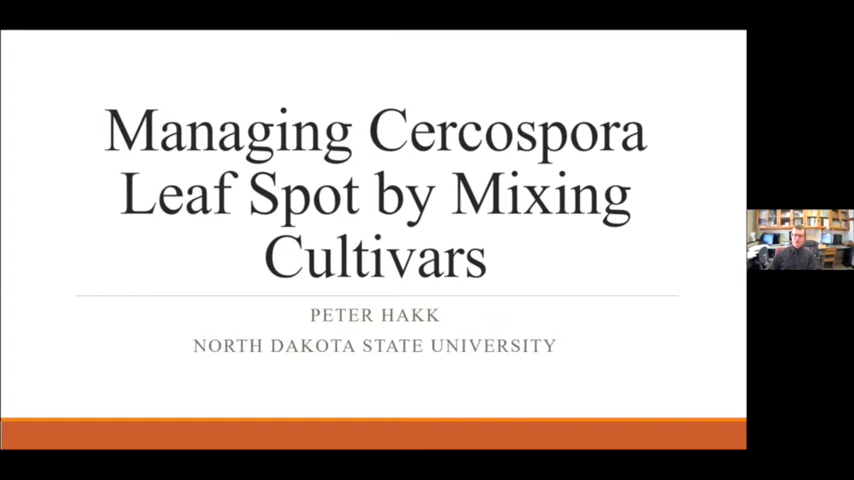 Managing Cercospora
Leaf Spot by Mixing
Cultivars
PETER HAKK
NORTH DAKOTA STATE UNIVERSITY